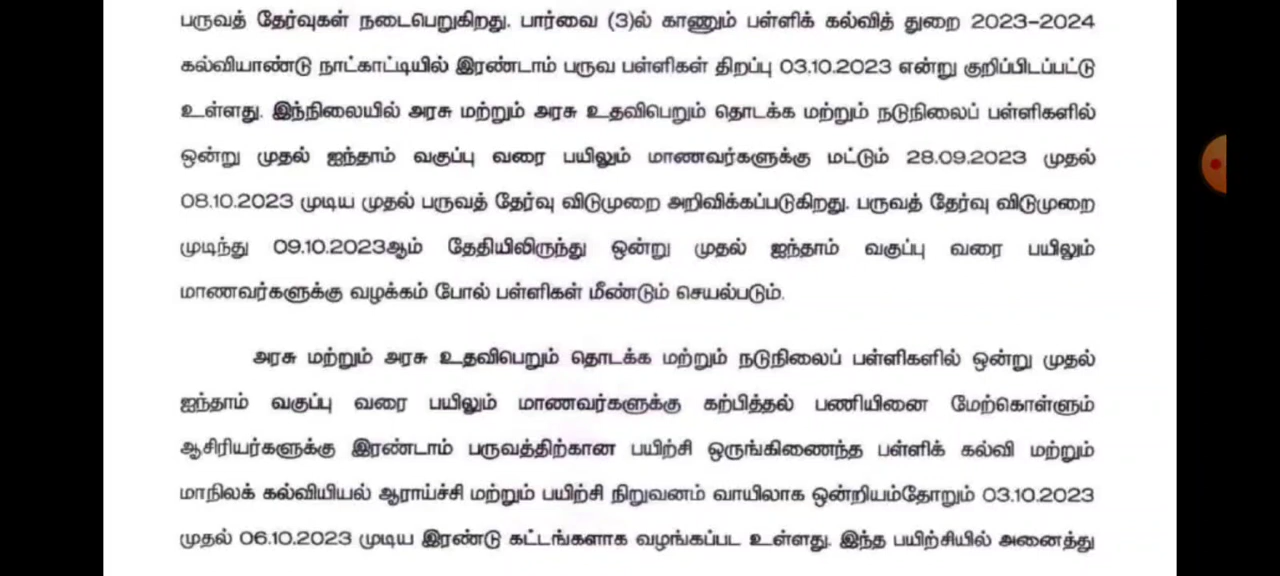 பருவத் தேர்வுகள் நடைபெறுகிறது. பார்வை (3)ல் காணும் பள்ளிக் கல்வித் துறை 2023-2024
கல்வியாண்டு நாட்காட்டியில் இரண்டாம் பருவ பள்ளிகள் திறப்பு 03.10.2023 என்று குறிப்பிடப்பட்டு
உள்ளது. இந்நிலையில் அரசு மற்றும் அரசு உதவிபெறும் தொடக்க மற்றும் நடுநிலைப் பள்ளிகளில்
ஒன்று முதல் ஐந்தாம் வகுப்பு வரை பயிலும் மாணவர்களுக்கு மட்டும் 28.09.2023 முதல்
08.10.2023 முடிய முதல் பருவத் தேர்வு விடுமுறை அறிவிக்கப்படுகிறது. பருவத் தேர்வு விடுமுறை
முடிந்து 09.10.2023ஆம் தேதியிலிருந்து ஒன்று முதல் ஐந்தாம் வகுப்பு வரை பயிலும்
மாணவர்களுக்கு வழக்கம் போல் பள்ளிகள் மீண்டும் செயல்படும்.
அரசு மற்றும் அரசு உதவிபெறும் தொடக்க மற்றும் நடுநிலைப் பள்ளிகளில் ஒன்று முதல்
ஐந்தாம் வகுப்பு வரை பயிலும் மாணவர்களுக்கு கற்பித்தல் பணியினை மேற்கொள்ளும்
ஆசிரியர்களுக்கு இரண்டாம் பருவத்திற்கான பயிற்சி ஒருங்கிணைந்த பள்ளிக் கல்வி மற்றும்
மாநிலக் கல்வியியல் ஆராய்ச்சி மற்றும் பயிற்சி நிறுவனம் வாயிலாக ஒன்றியம்தோறும் 03.10.2023
முதல் 06.10.2023 முடிய இரண்டு கட்டங்களாக வழங்கப்பட உள்ளது. இந்த பயிற்சியில் அனைத்து